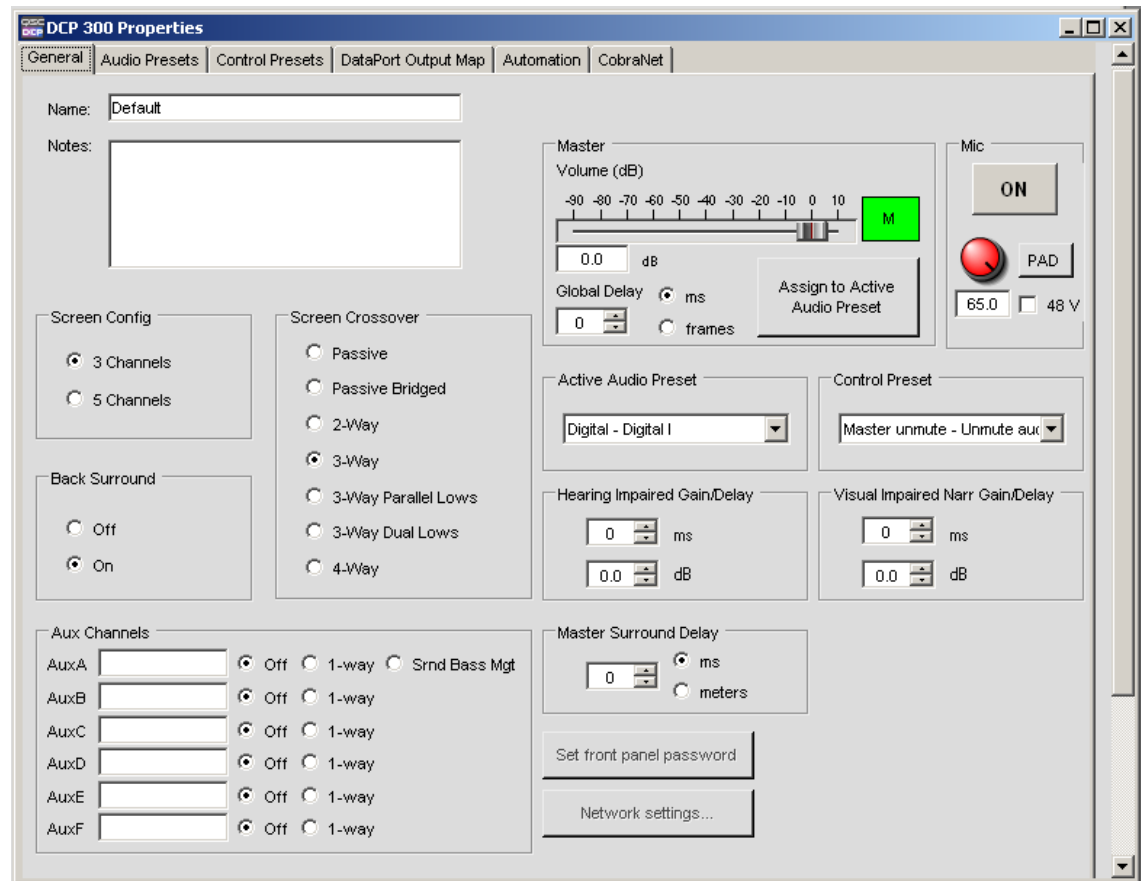 QSC DCP DCP 300 Properties
General Audio Presets Control Presets DataPort Output Map Automation CobraNet
Name: Default
Notes:
Master
Volume (dB)
-90 -80 -70 -60 -50 -40 -30 -20 -10 0 10
M
0.0 dB
Global Delay
0
ms
frames
Assign to Active
Audio Preset
Mic
ON
PAD
65.0 48 V
Screen Config
3 Channels
5 Channels
Screen Crossover
Passive
Passive Bridged
2-Way
3-Way
3-Way Parallel Lows
3-Way Dual Lows
4-Way
Active Audio Preset
Digital - Digital I
Control Preset
Master unmute - Unmute auc
Back Surround
Off
On
Hearing Impaired Gain/Delay
0 ms
0.0 dB
Visual Impaired Narr Gain/Delay
0 ms
0.0 dB
Aux Channels
AuxA Off 1-way Srnd Bass Mgt
AuxB Off 1-way
AuxC Off 1-way
AuxD Off 1-way
AuxE Off 1-way
AuxF Off 1-way
Master Surround Delay
0
ms
meters
Set front panel password
Network settings...